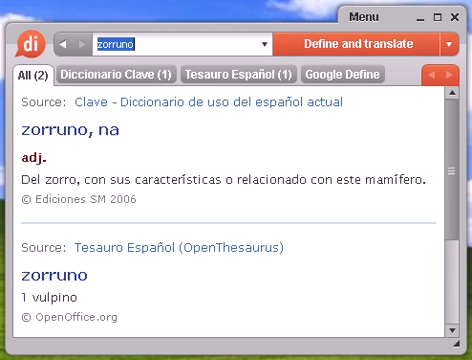 Menu
di
zorruno
Define and translate
All (2)
Diccionario Clave (1)
Tesauro Español (1)
Google Define
Source: Clave - Diccionario de uso del español actual
zorruno, na
adj.
Del zorro, con sus características o relacionado con este mamífero.
© Ediciones SM 2006
Source: Tesauro Español (OpenThesaurus)
zorruno
1 vulpino
© OpenOffice.org